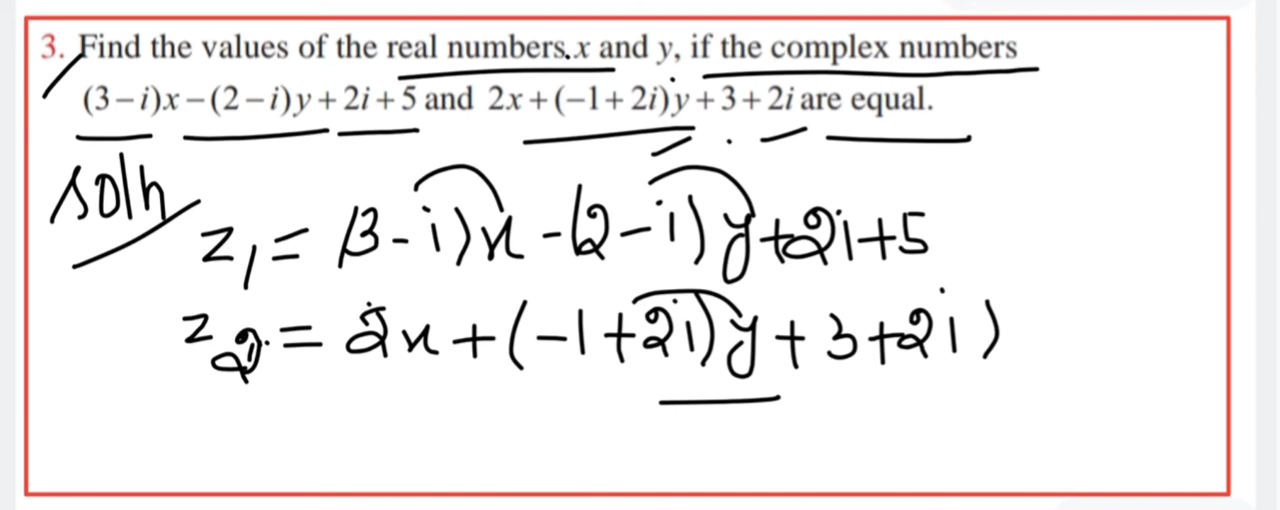 3. Find the values of the real numbers x and y, if the complex numbers
(3 – i)x – (2 – i)y + 2i + 5 and 2x + (–1 + 2i)y + 3 + 2i are equal.
soln
z₁ = (3 - i)x - (2 - i)y + 2i + 5
z₂ = 2x + (-1 + 2i)y + 3 + 2i)